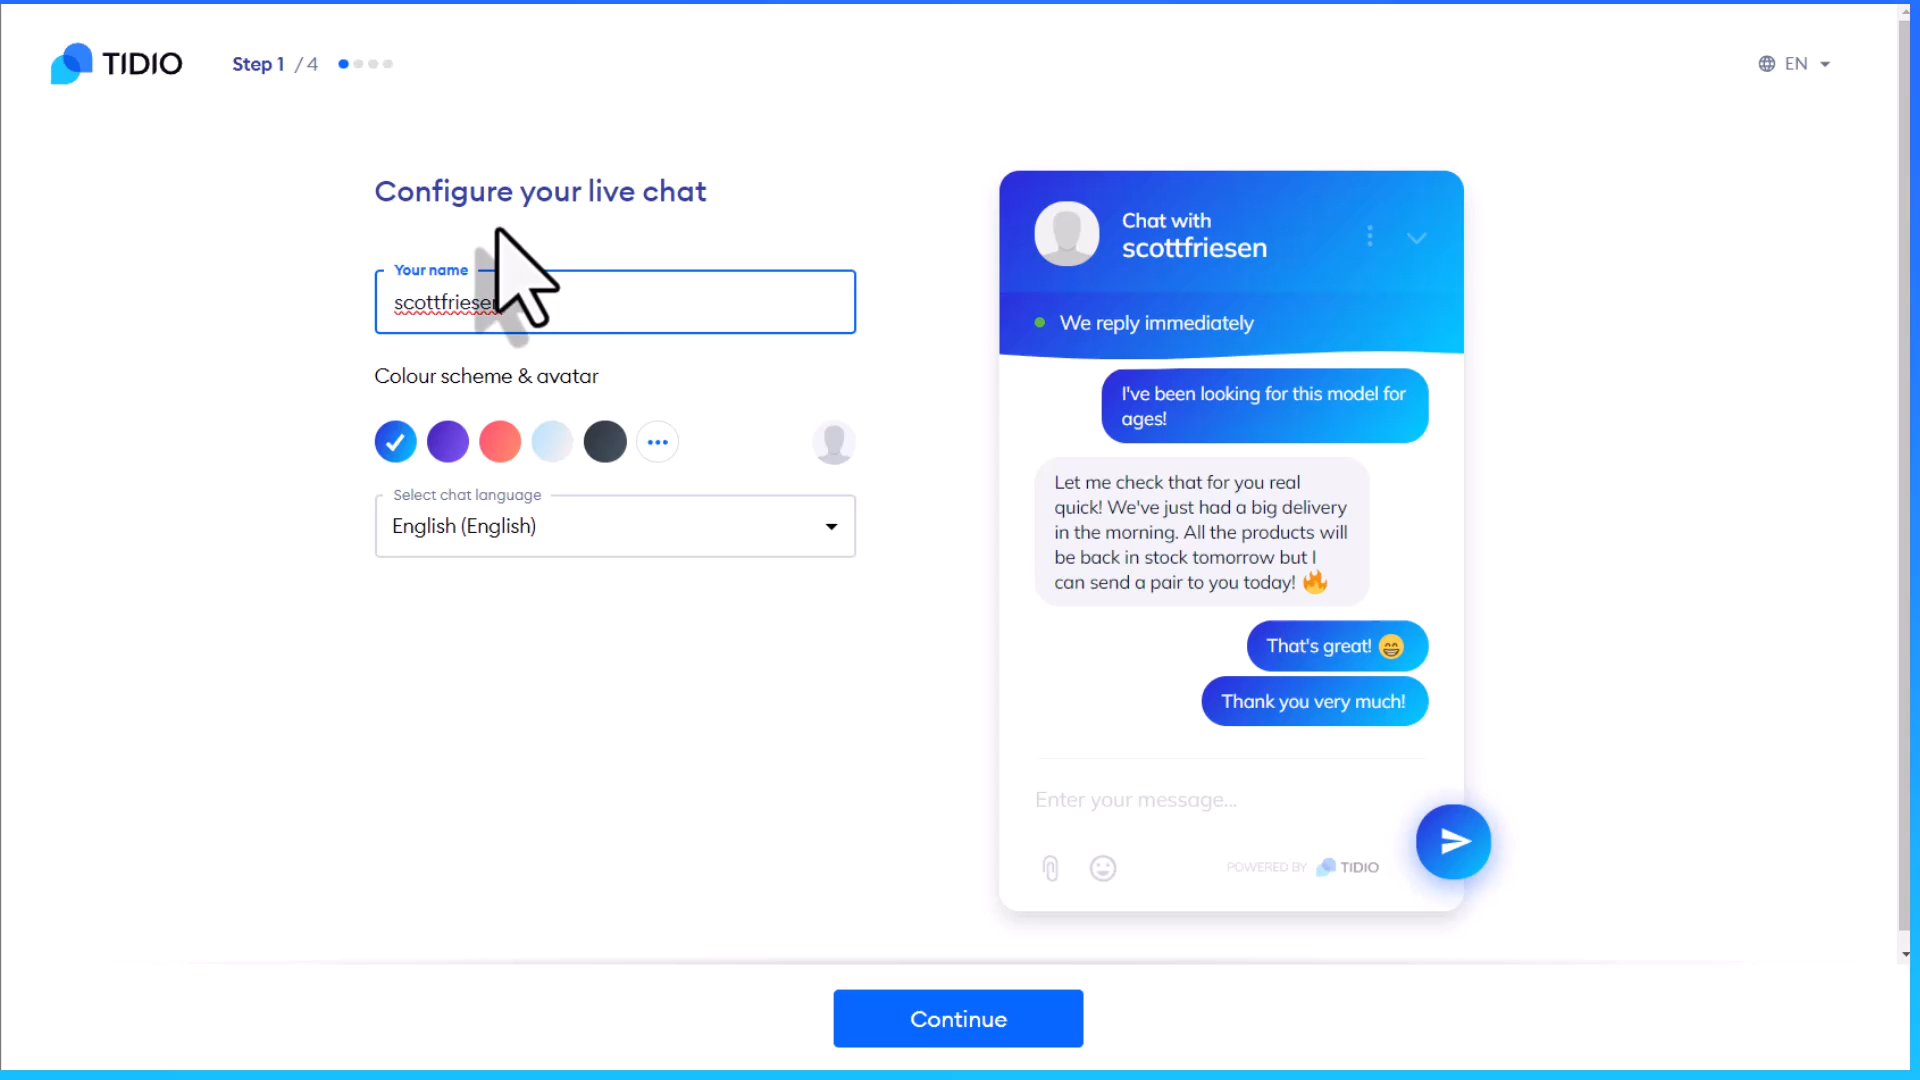 TIDIO
Step 1 / 4
EN
Configure your live chat
Your name
scottfriesen
Colour scheme & avatar
Select chat language
English (English)
Chat with
scottfriesen
We reply immediately
I've been looking for this model for
ages!
Let me check that for you real
quick! We've just had a big delivery
in the morning. All the products will
be back in stock tomorrow but I
can send a pair to you today! 🔥
That's great! 😄
Thank you very much!
Enter your message...
POWERED BY TIDIO
Continue